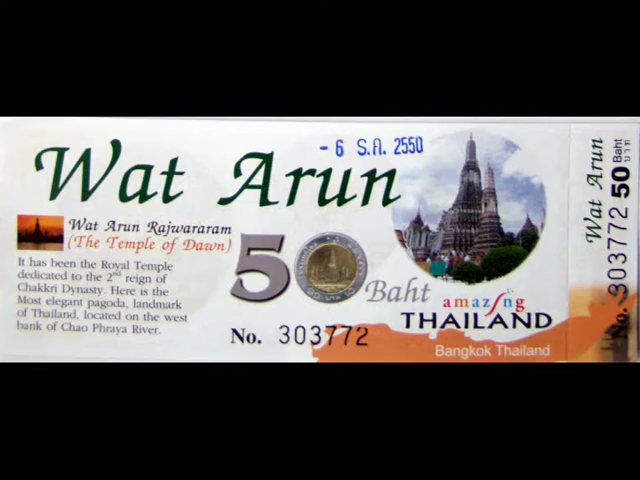 Wat Arun
- 6 ธ.ค. 2550
Wat Arun Rajwararam
(The Temple of Dawn)
It has been the Royal Temple
dedicated to the 2nd reign of
Chakkri Dynasty. Here is the
Most elegant pagoda, landmark
of Thailand, located on the west
bank of Chao Phraya River.
50 Baht
No. 303772
amazing
THAILAND
Bangkok Thailand
Wat Arun 50 Baht บาท
No. 303772